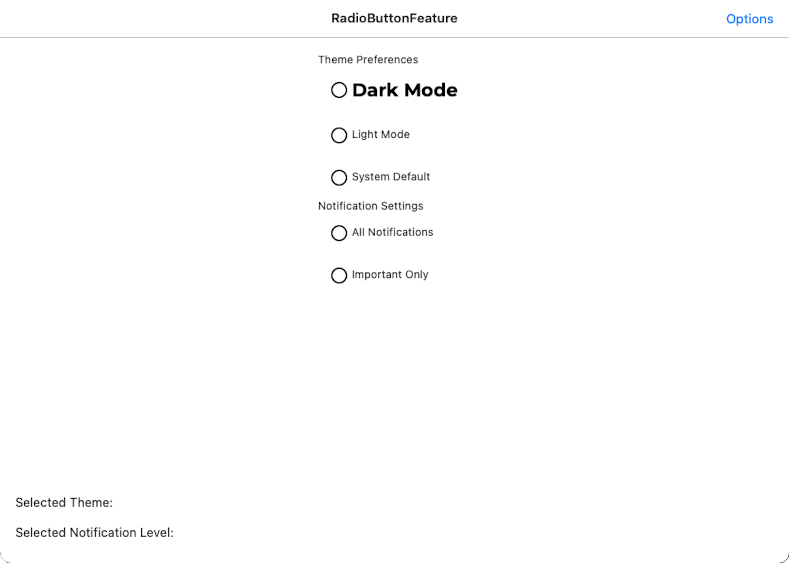 RadioButtonFeature
Options
Theme Preferences
Dark Mode
Light Mode
System Default
Notification Settings
All Notifications
Important Only
Selected Theme:
Selected Notification Level: